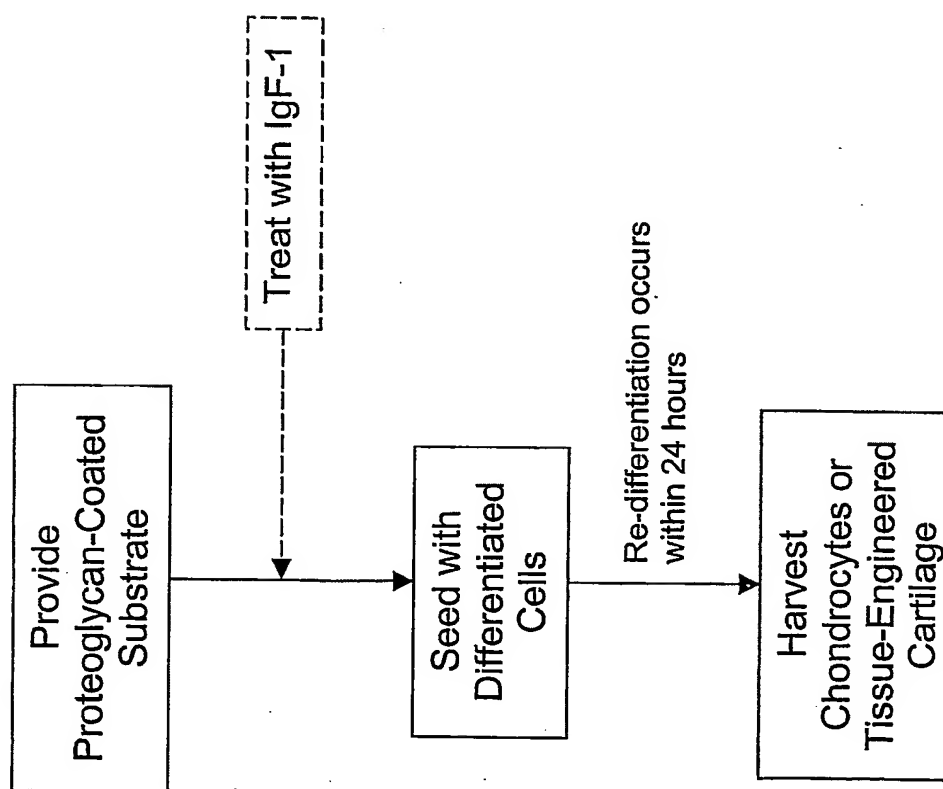 Provide
Proteoglycan-Coated
Substrate
Treat with IgF-1
Seed with
Differentiated
Cells
Re-differentiation occurs
within 24 hours
Harvest
Chondrocytes or
Tissue-Engineered
Cartilage